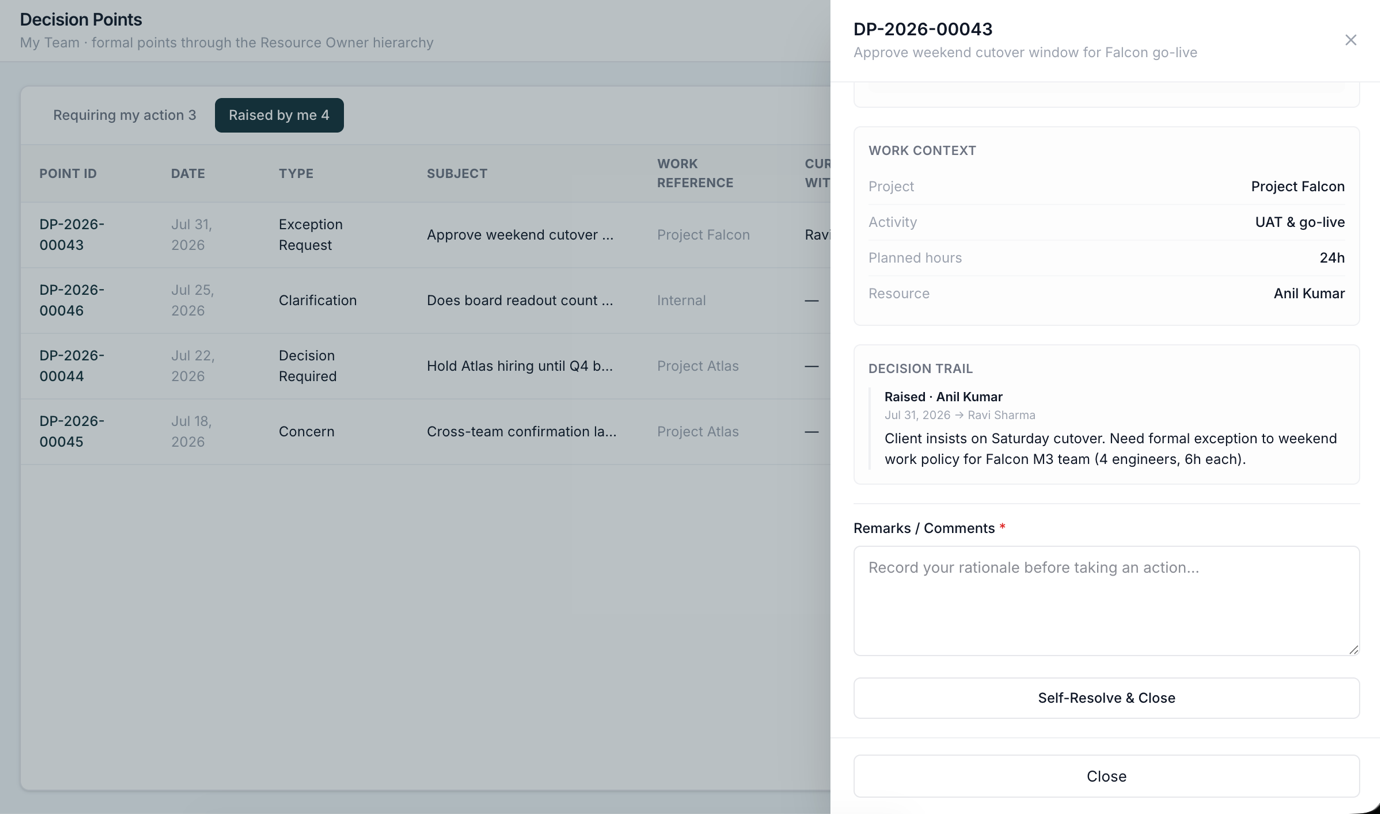 Decision Points
My Team · formal points through the Resource Owner hierarchy
Requiring my action 3
Raised by me 4
POINT ID
DATE
TYPE
SUBJECT
WORK
REFERENCE
CUR
WIT
DP-2026-
00043
Jul 31,
2026
Exception
Request
Approve weekend cutover ...
Project Falcon
Ravi
DP-2026-
00046
Jul 25,
2026
Clarification
Does board readout count ...
Internal
—
DP-2026-
00044
Jul 22,
2026
Decision
Required
Hold Atlas hiring until Q4 b...
Project Atlas
—
DP-2026-
00045
Jul 18,
2026
Concern
Cross-team confirmation la...
Project Atlas
—
DP-2026-00043
Approve weekend cutover window for Falcon go-live
WORK CONTEXT
Project Project Falcon
Activity UAT & go-live
Planned hours 24h
Resource Anil Kumar
DECISION TRAIL
Raised · Anil Kumar
Jul 31, 2026 → Ravi Sharma
Client insists on Saturday cutover. Need formal exception to weekend
work policy for Falcon M3 team (4 engineers, 6h each).
Remarks / Comments *
Record your rationale before taking an action...
Self-Resolve & Close
Close